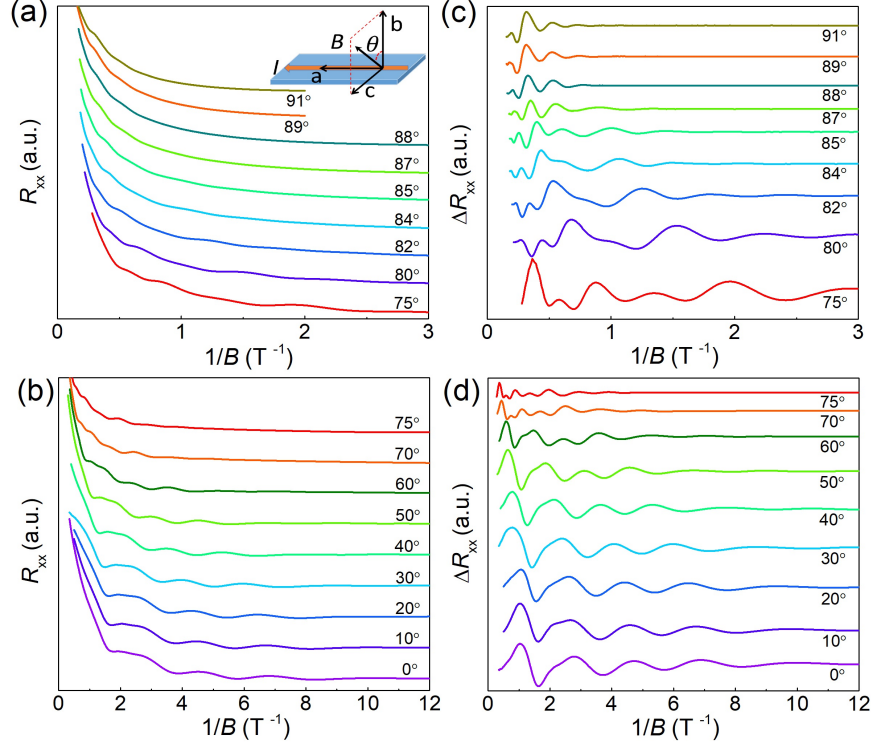 (a)
b
B
θ
I
a
c
91°
89°
88°
87°
85°
84°
82°
80°
75°
R_xx (a.u.)
0 1 2 3
1/B (T⁻¹)
(c)
91°
89°
88°
87°
85°
84°
82°
80°
75°
ΔR_xx (a.u.)
0 1 2 3
1/B (T⁻¹)
(b)
75°
70°
60°
50°
40°
30°
20°
10°
0°
R_xx (a.u.)
0 2 4 6 8 10 12
1/B (T⁻¹)
(d)
75°
70°
60°
50°
40°
30°
20°
10°
0°
ΔR_xx (a.u.)
0 2 4 6 8 10 12
1/B (T⁻¹)